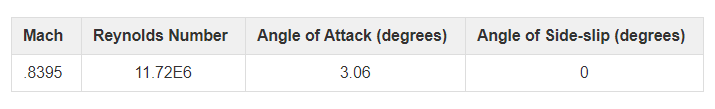 Mach Reynolds Number Angle of Attack (degrees) Angle of Side-slip (degrees)
.8395 11.72E6 3.06 0